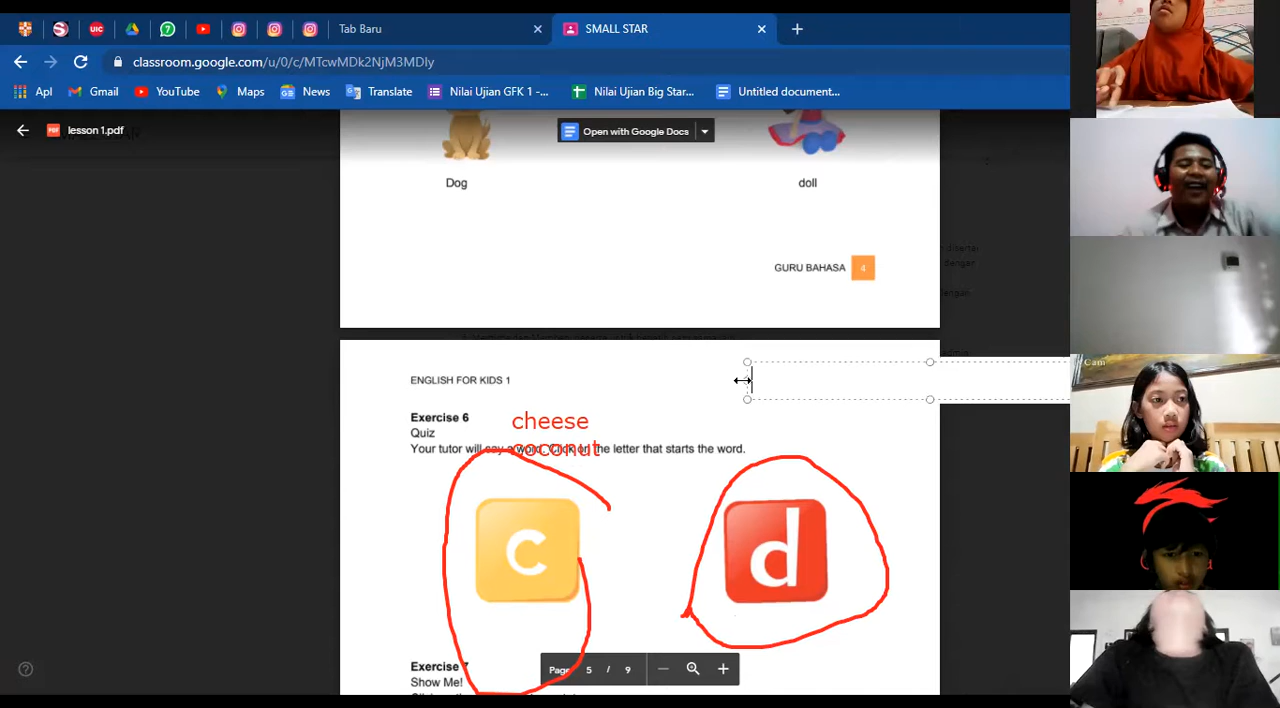 Tab Baru
SMALL STAR
classroom.google.com/u/0/c/MTcwMDk2NjM3MDIy
Apl Gmail YouTube Maps News Translate Nilai Ujian GFK 1 -... Nilai Ujian Big Star... Untitled document...
lesson 1.pdf
Open with Google Docs
Dog doll
GURU BAHASA 4
ENGLISH FOR KIDS 1
Exercise 6
cheese
Quiz
coconut
Your tutor will say a word. Click on the letter that starts the word.
c d
Exercise 7
Show Me!
Page 5 / 9
Cam